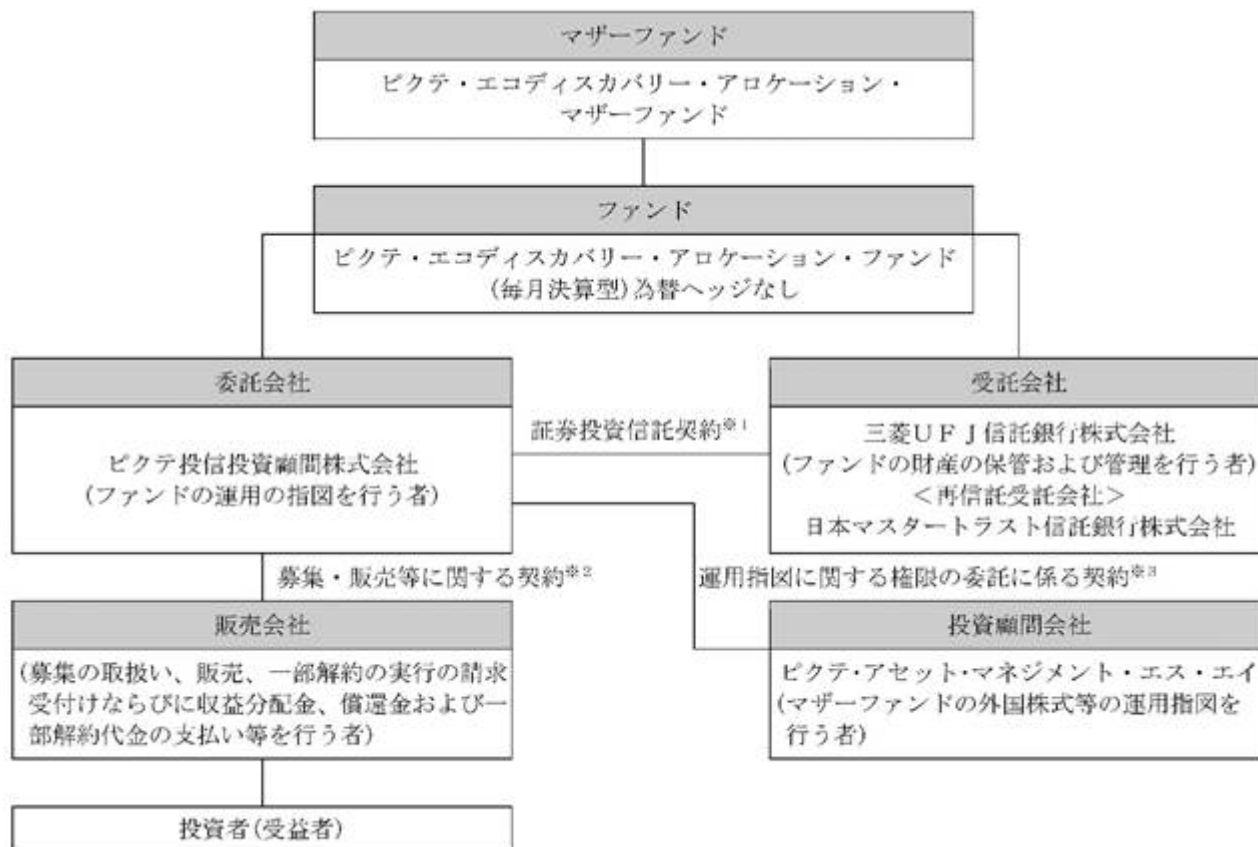 マザーファンド
ピクテ・エコディスカバリー・アロケーション・
マザーファンド
ファンド
ピクテ・エコディスカバリー・アロケーション・ファンド
(毎月決算型)為替ヘッジなし
委託会社
ピクテ投信投資顧問株式会社
(ファンドの運用の指図を行う者)
証券投資信託契約※1
受託会社
三菱UFJ信託銀行株式会社
(ファンドの財産の保管および管理を行う者)
<再信託受託会社>
日本マスタートラスト信託銀行株式会社
募集・販売等に関する契約※2
運用指図に関する権限の委託に係る契約※3
販売会社
(募集の取扱い、販売、一部解約の実行の請求
受付けならびに収益分配金、償還金および一
部解約代金の支払い等を行う者)
投資顧問会社
ピクテ・アセット・マネジメント・エス・エイ
(マザーファンドの外国株式等の運用指図を
行う者)
投資者(受益者)